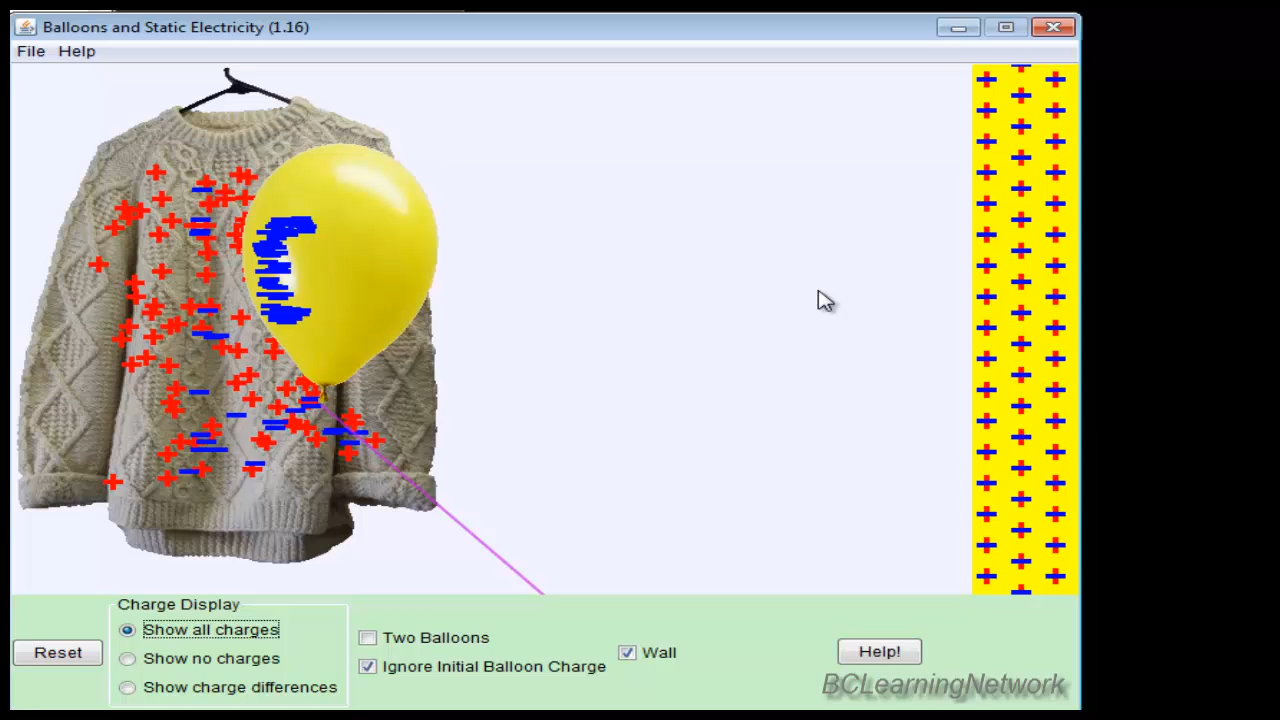 Balloons and Static Electricity (1.16)
File Help
Charge Display
Show all charges
Show no charges
Show charge differences
Reset
Two Balloons
Ignore Initial Balloon Charge
Wall
Help!
BCLearningNetwork